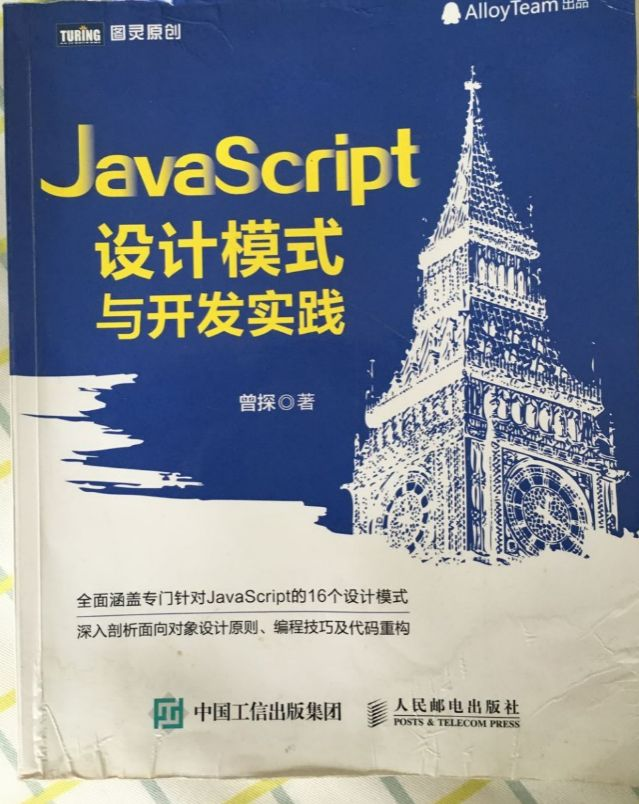 TURING 图灵原创
AlloyTeam 出品
JavaScript
设计模式
与开发实践
曾探◎著
全面涵盖专门针对JavaScript的16个设计模式
深入剖析面向对象设计原则、编程技巧及代码重构
中国工信出版集团
人民邮电出版社
POSTS & TELECOM PRESS